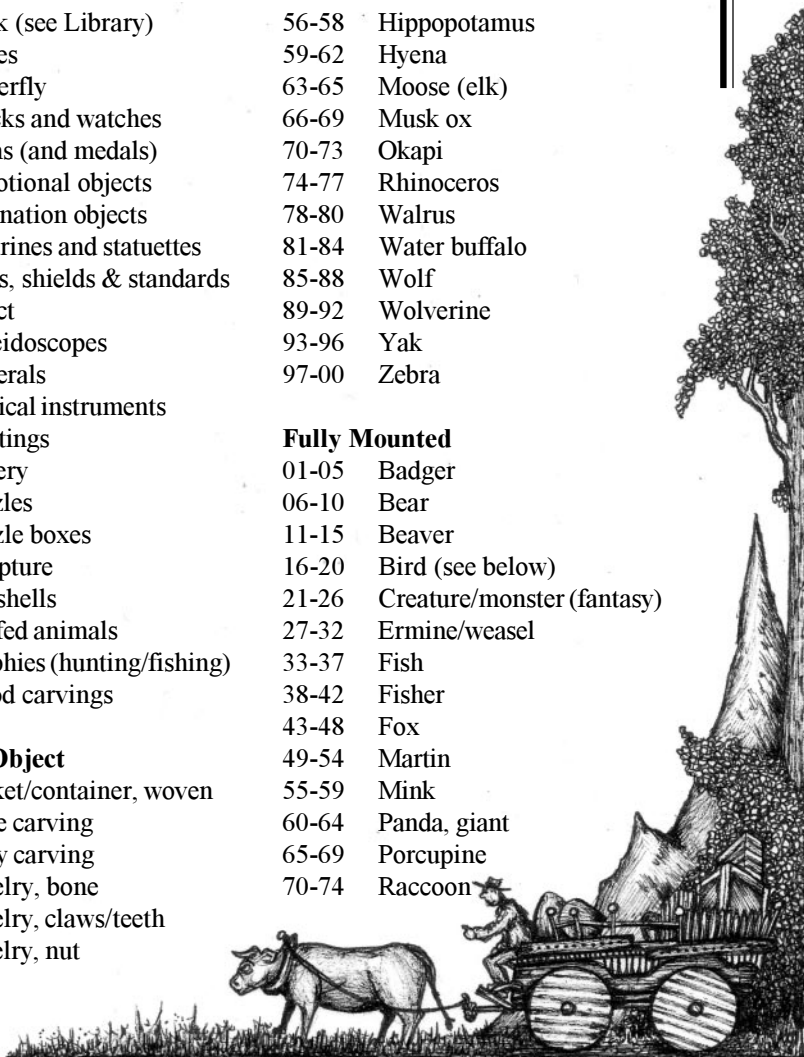 k (see Library)
es
erfly
cks and watches
ns (and medals)
otional objects
nation objects
rines and statuettes
s, shields & standards
ct
eidoscopes
erals
ical instruments
tings
ery
zles
zle boxes
pture
shells
fed animals
phies (hunting/fishing)
od carvings
Object
ket/container, woven
e carving
y carving
elry, bone
elry, claws/teeth
elry, nut
56-58 Hippopotamus
59-62 Hyena
63-65 Moose (elk)
66-69 Musk ox
70-73 Okapi
74-77 Rhinoceros
78-80 Walrus
81-84 Water buffalo
85-88 Wolf
89-92 Wolverine
93-96 Yak
97-00 Zebra
Fully Mounted
01-05 Badger
06-10 Bear
11-15 Beaver
16-20 Bird (see below)
21-26 Creature/monster (fantasy)
27-32 Ermine/weasel
33-37 Fish
38-42 Fisher
43-48 Fox
49-54 Martin
55-59 Mink
60-64 Panda, giant
65-69 Porcupine
70-74 Raccoon